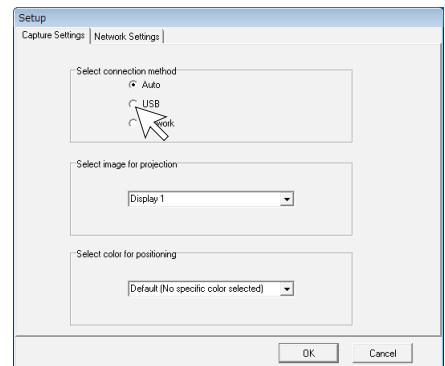 Setup
Capture Settings Network Settings
Select connection method
Auto
USB
Select image for projection
Display 1
Select color for positioning
Default (No specific color selected)
OK Cancel